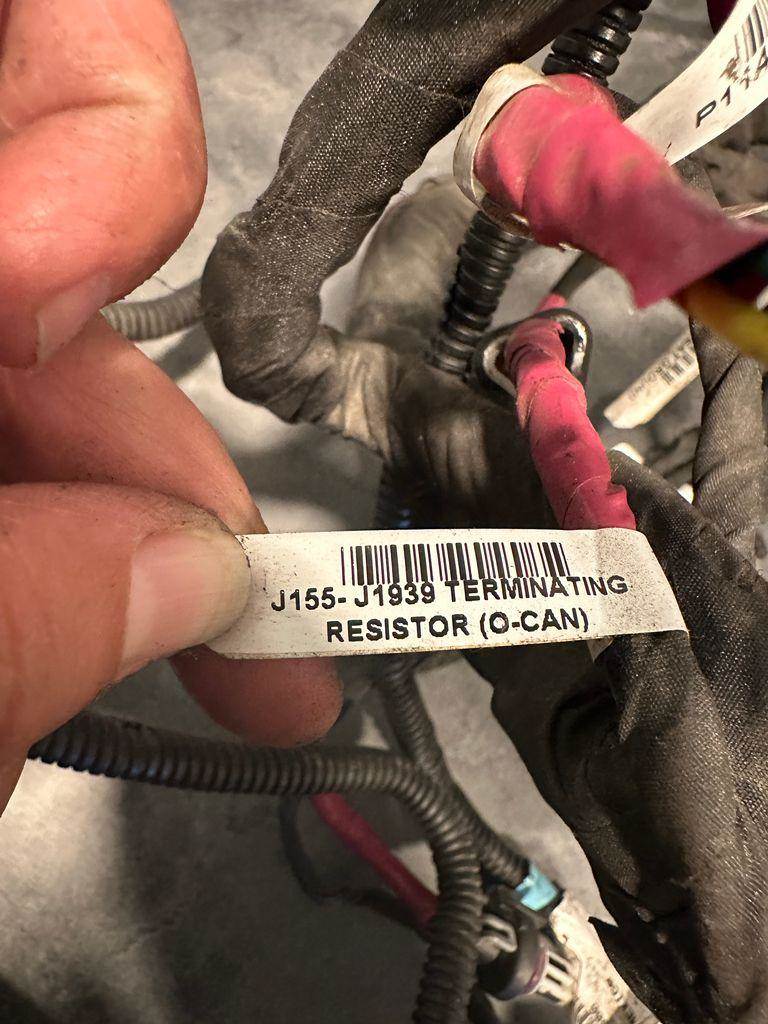 J155- J1939 TERMINATING
RESISTOR (O-CAN)